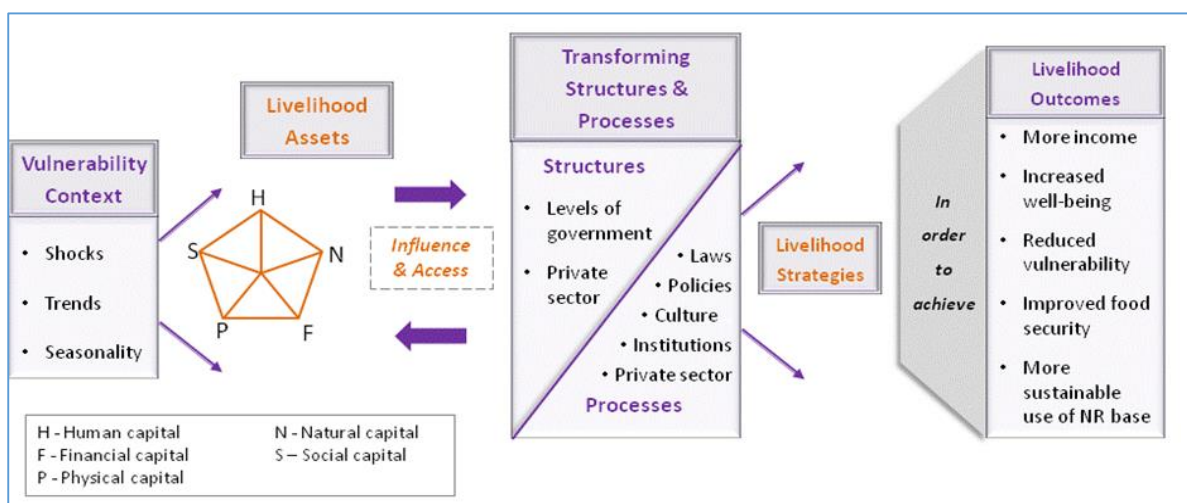 Vulnerability
Context
• Shocks
• Trends
• Seasonality
Livelihood
Assets
H
S
N
P
F
Influence
& Access
Transforming
Structures &
Processes
Structures
• Levels of
government
• Private
sector
• Laws
• Policies
• Culture
• Institutions
• Private sector
Processes
Livelihood
Strategies
In
order
to
achieve
Livelihood
Outcomes
• More income
• Increased
well-being
• Reduced
vulnerability
• Improved food
security
• More
sustainable
use of NR base
H - Human capital
N - Natural capital
F - Financial capital
S – Social capital
P - Physical capital